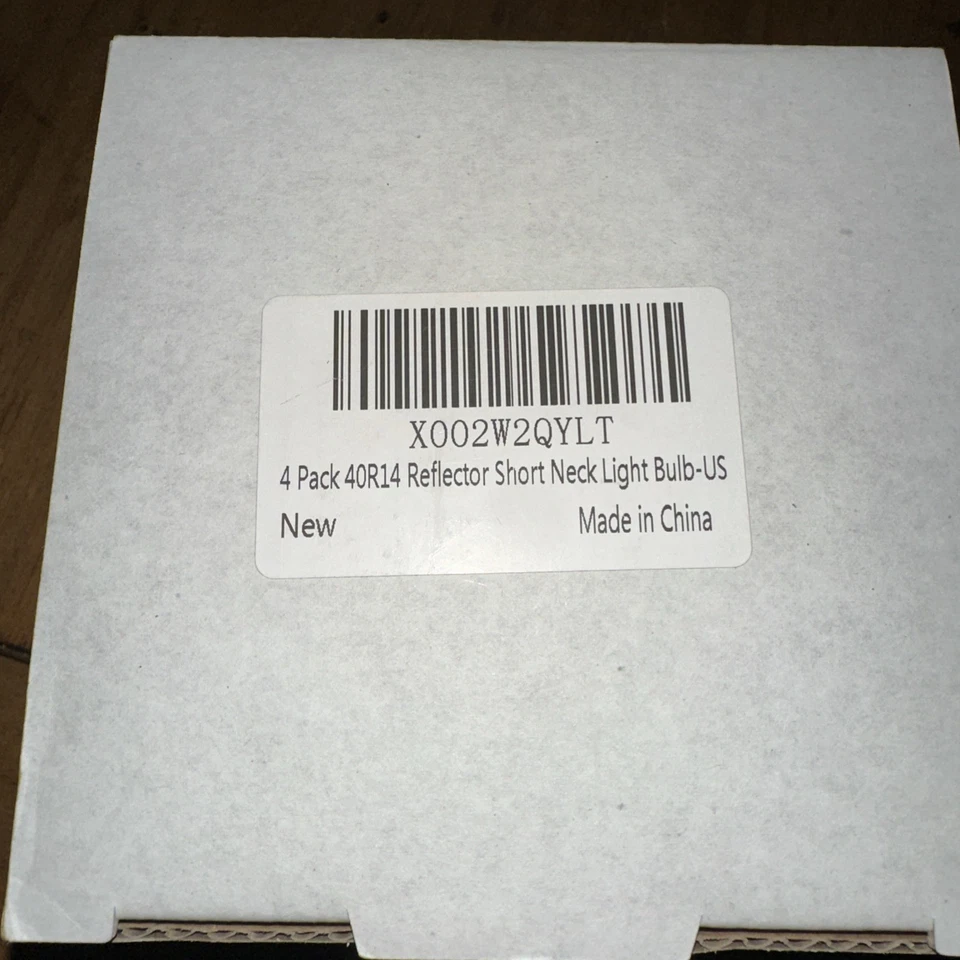 X002W2QYLT
4 Pack 40R14 Reflector Short Neck Light Bulb-US
New Made in China